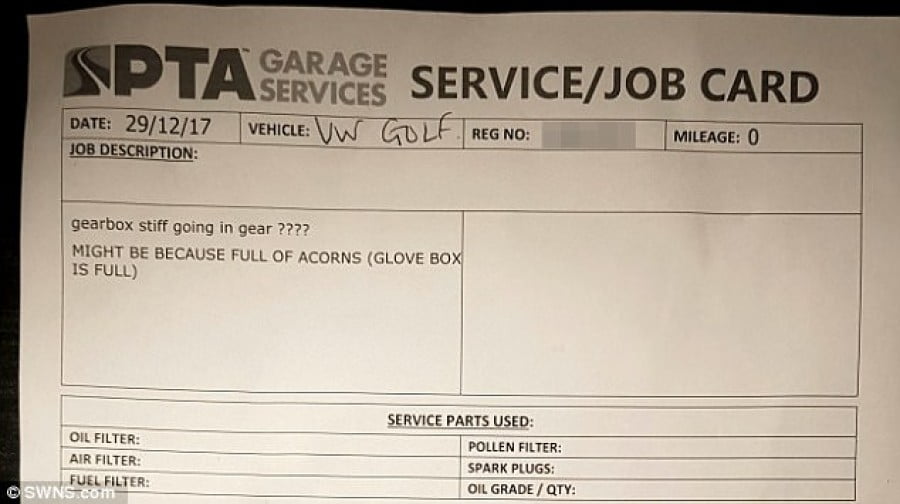 PTA GARAGE SERVICES SERVICE/JOB CARD
DATE: 29/12/17 VEHICLE: VW GOLF. REG NO: MILEAGE: 0
JOB DESCRIPTION:
gearbox stiff going in gear ????
MIGHT BE BECAUSE FULL OF ACORNS (GLOVE BOX
IS FULL)
SERVICE PARTS USED:
OIL FILTER: POLLEN FILTER:
AIR FILTER: SPARK PLUGS:
FUEL FILTER: OIL GRADE / QTY:
© SWNS.com